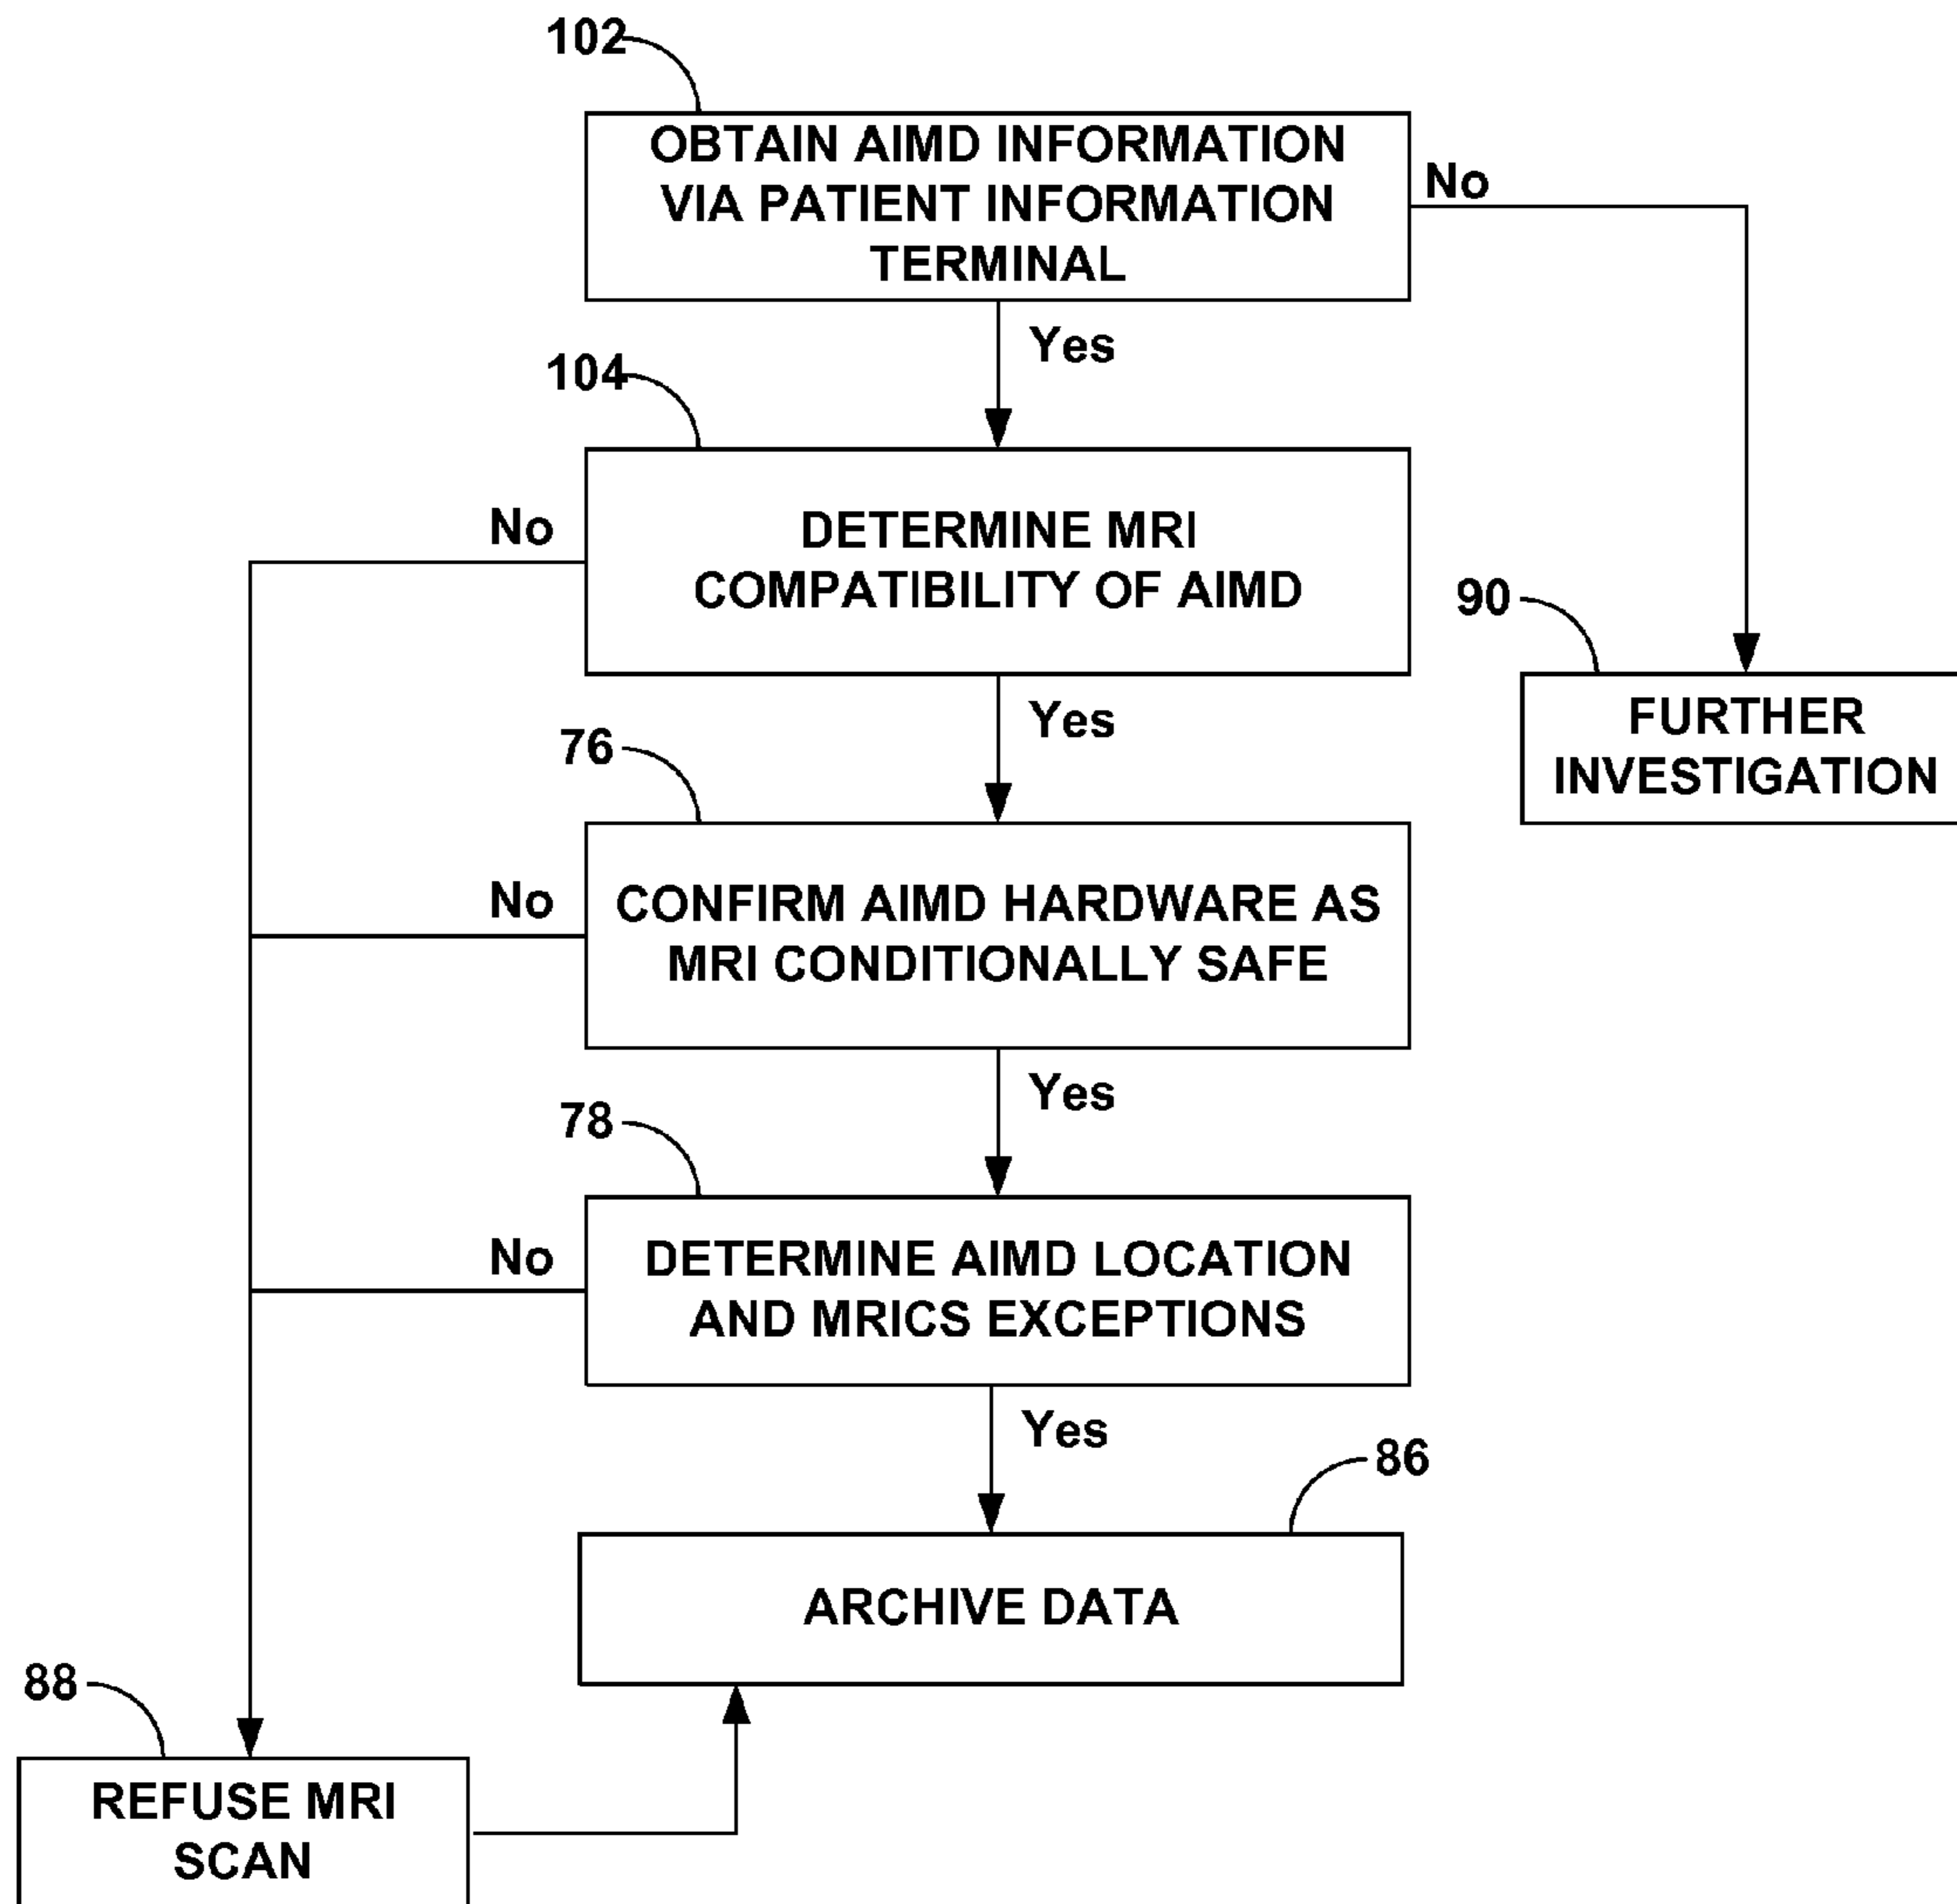 102
OBTAIN AIMD INFORMATION
VIA PATIENT INFORMATION
TERMINAL
No
Yes
104
DETERMINE MRI
COMPATIBILITY OF AIMD
No
90
FURTHER
INVESTIGATION
Yes
76
CONFIRM AIMD HARDWARE AS
MRI CONDITIONALLY SAFE
No
Yes
78
DETERMINE AIMD LOCATION
AND MRICS EXCEPTIONS
No
Yes
86
ARCHIVE DATA
88
REFUSE MRI
SCAN